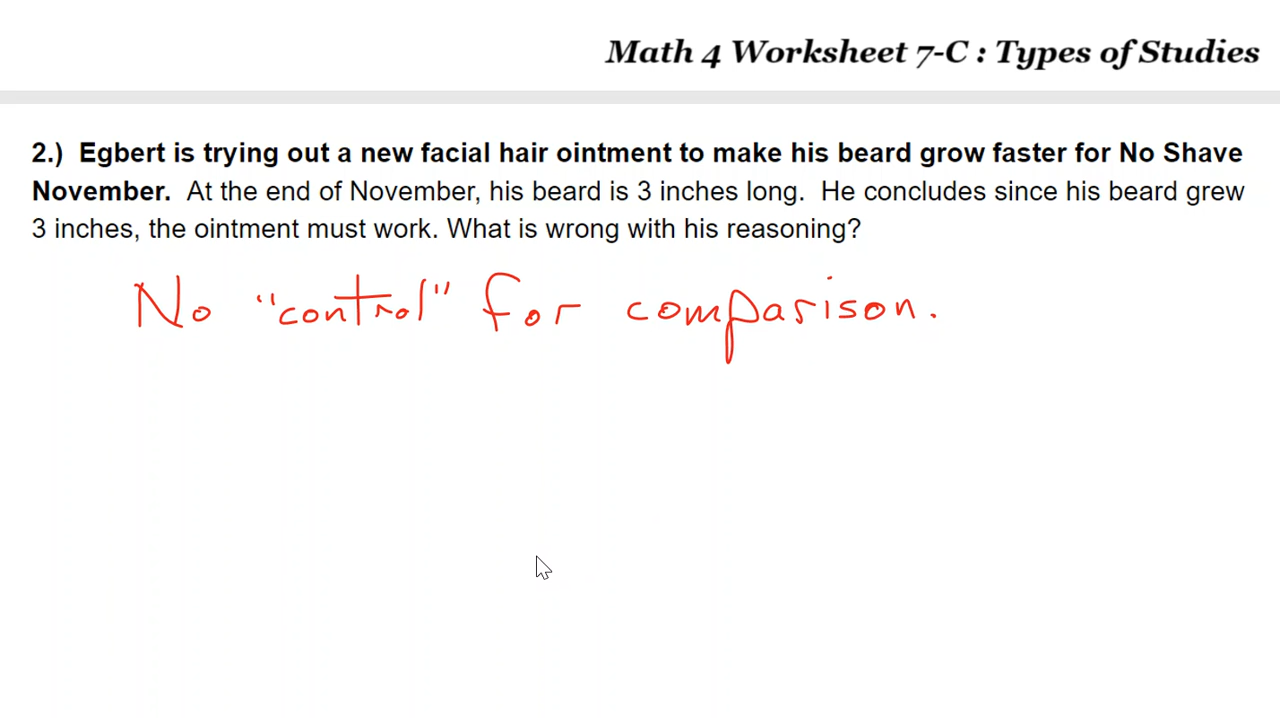 Math 4 Worksheet 7-C : Types of Studies
2.) Egbert is trying out a new facial hair ointment to make his beard grow faster for No Shave
November. At the end of November, his beard is 3 inches long. He concludes since his beard grew
3 inches, the ointment must work. What is wrong with his reasoning?
No "control" for comparison.